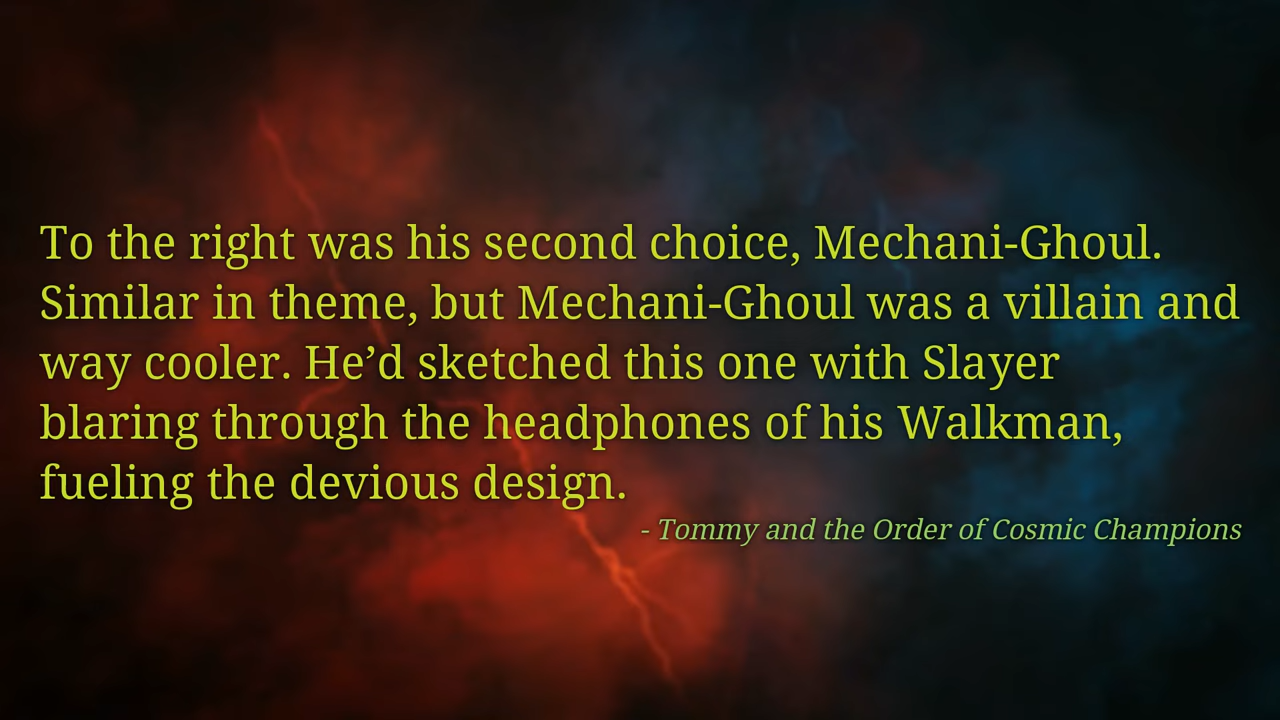 To the right was his second choice, Mechani-Ghoul.
Similar in theme, but Mechani-Ghoul was a villain and
way cooler. He’d sketched this one with Slayer
blaring through the headphones of his Walkman,
fueling the devious design.
- Tommy and the Order of Cosmic Champions